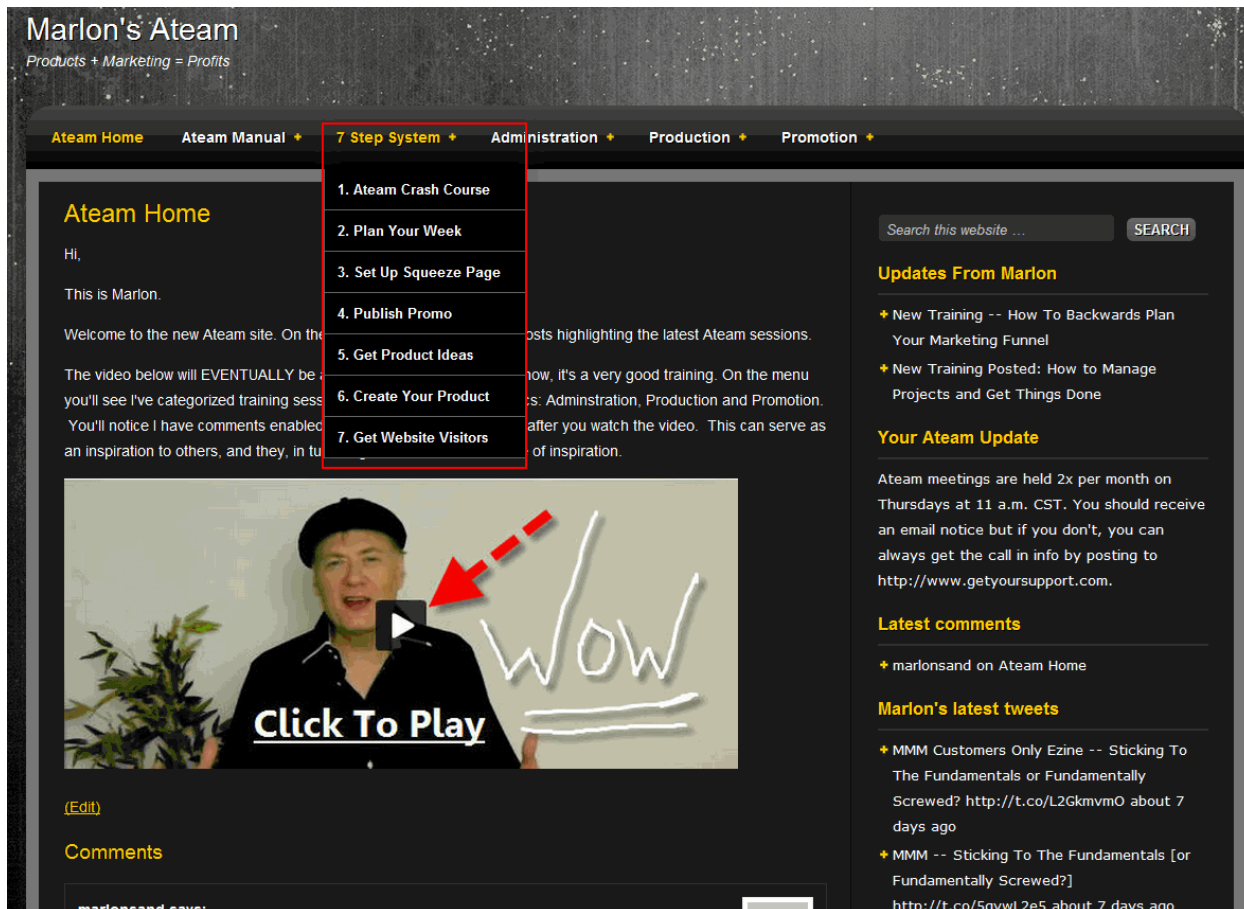 Marlon's Ateam
Products + Marketing = Profits
Ateam Home Ateam Manual + 7 Step System + Administration + Production + Promotion +
1. Ateam Crash Course
2. Plan Your Week
3. Set Up Squeeze Page
4. Publish Promo
5. Get Product Ideas
6. Create Your Product
7. Get Website Visitors
Ateam Home
Hi,
This is Marlon.
Welcome to the new Ateam site. On the osts highlighting the latest Ateam sessions.
The video below will EVENTUALLY be now, it's a very good training. On the menu
you'll see I've categorized training sess cs: Adminstration, Production and Promotion.
You'll notice I have comments enabled after you watch the video. This can serve as
an inspiration to others, and they, in tu of inspiration.
Click To Play
Wow
(Edit)
Comments
marlonsand says:
Search this website ...
SEARCH
Updates From Marlon
+ New Training -- How To Backwards Plan
Your Marketing Funnel
+ New Training Posted: How to Manage
Projects and Get Things Done
Your Ateam Update
Ateam meetings are held 2x per month on
Thursdays at 11 a.m. CST. You should receive
an email notice but if you don't, you can
always get the call in info by posting to
http://www.getyoursupport.com.
Latest comments
+ marlonsand on Ateam Home
Marlon's latest tweets
+ MMM Customers Only Ezine -- Sticking To
The Fundamentals or Fundamentally
Screwed? http://t.co/L2GkmvmO about 7
days ago
+ MMM -- Sticking To The Fundamentals [or
Fundamentally Screwed?]
about 7 days ago